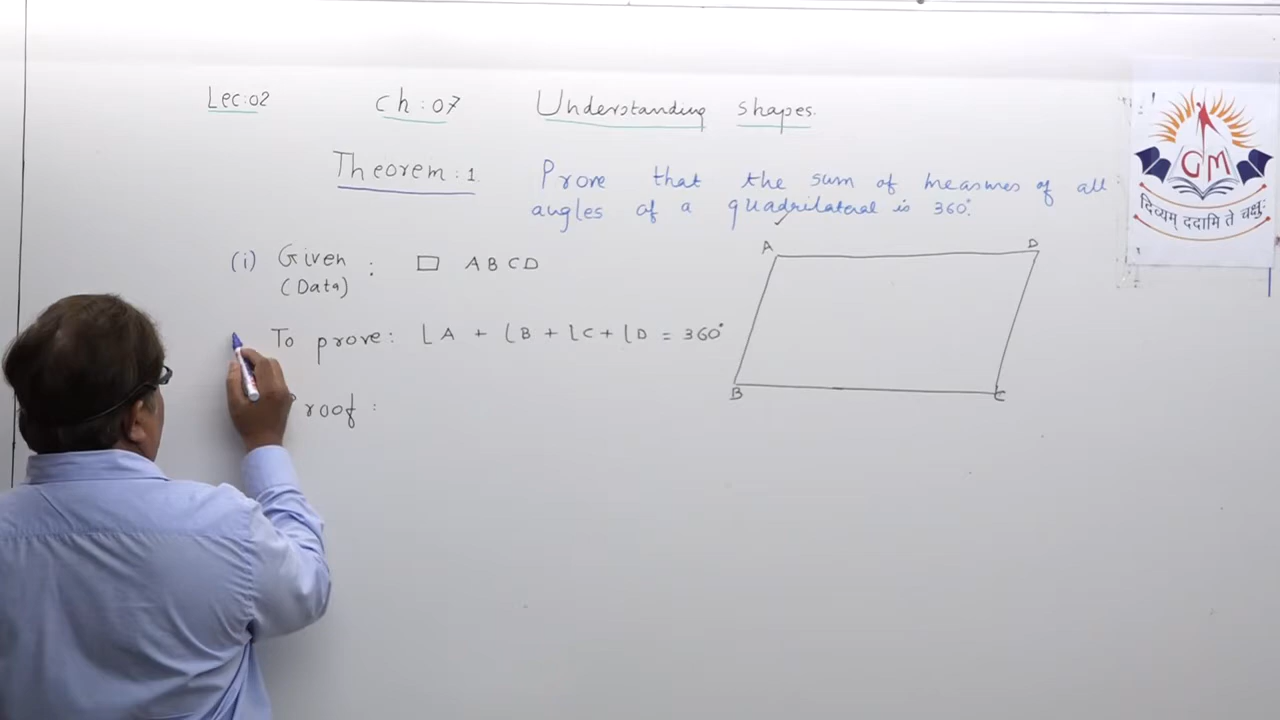 Lec:02 Ch:07 Understanding shapes.
Theorem:1. Prove that the sum of measures of all
angles of a quadrilateral is 360°.
(i) Given : □ ABCD
(Data)
To prove: ∠A + ∠B + ∠C + ∠D = 360°
roof :
A D
B C
GM
दिव्यम् ददामि ते चक्षुः